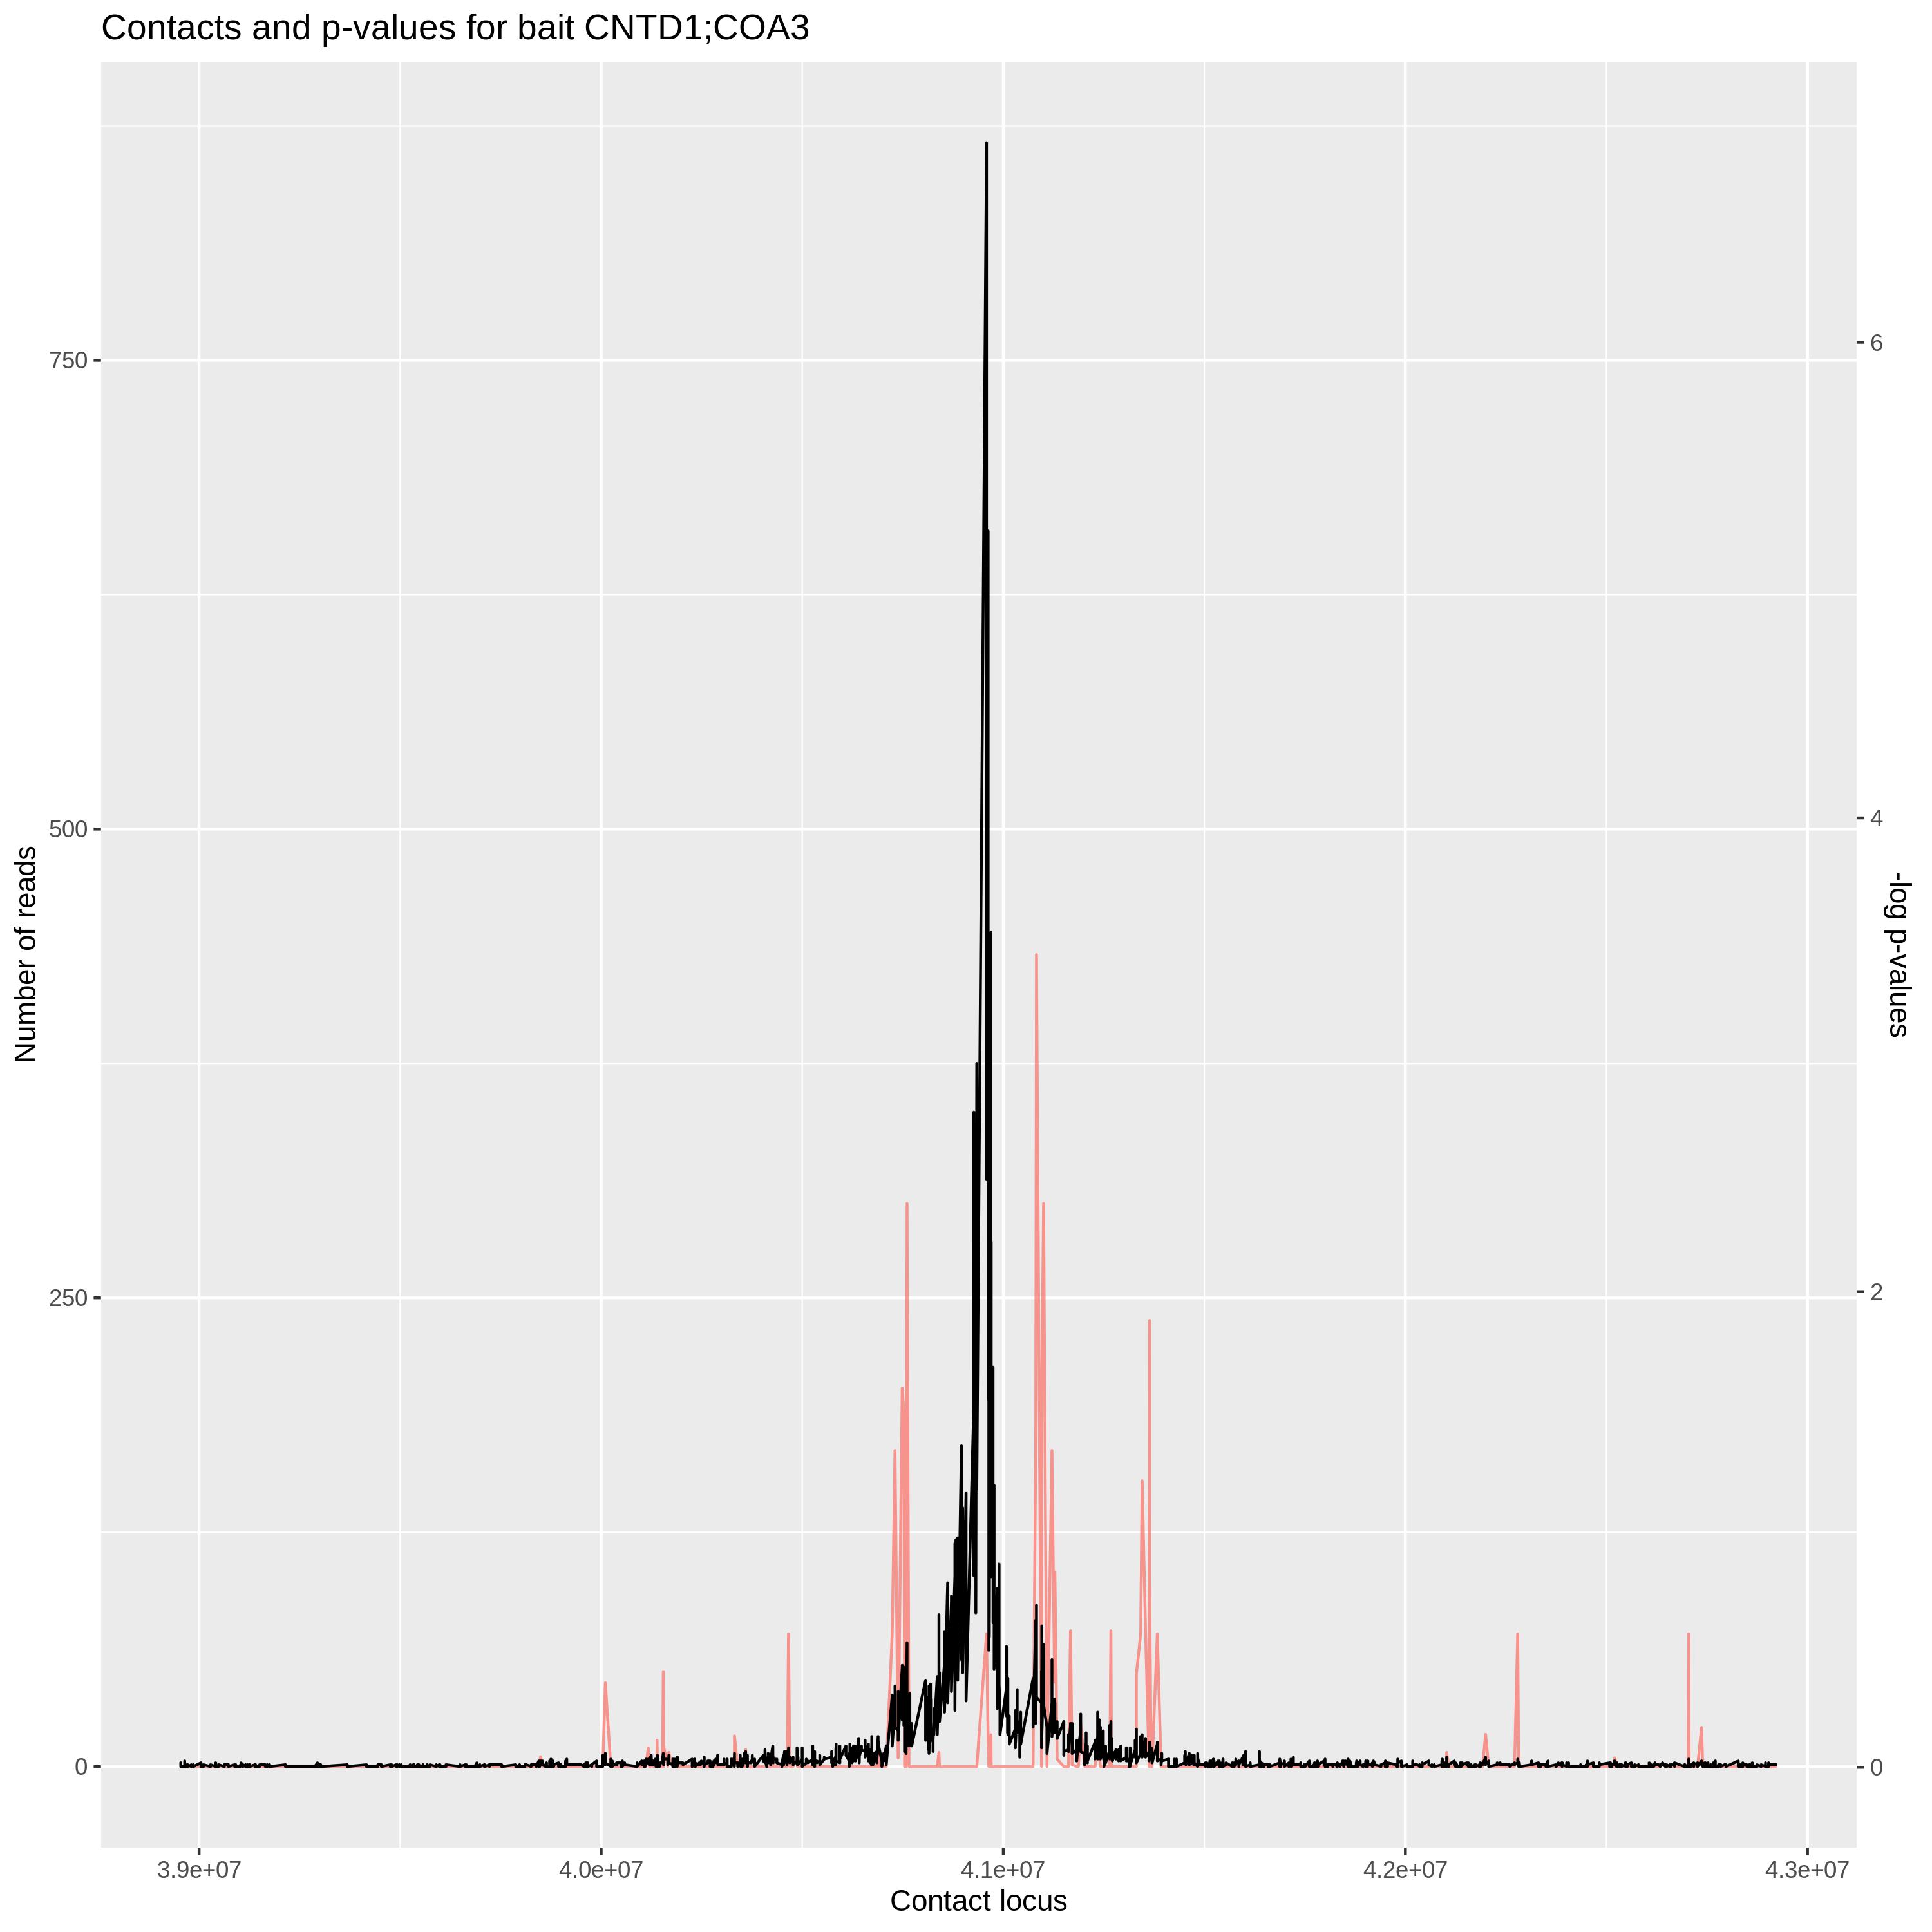 Contacts and p-values for bait CNTD1;COA3
750
500
250
0
6
4
2
0
Number of reads
-log p-values
3.9e+07 4.0e+07 4.1e+07 4.2e+07 4.3e+07
Contact locus